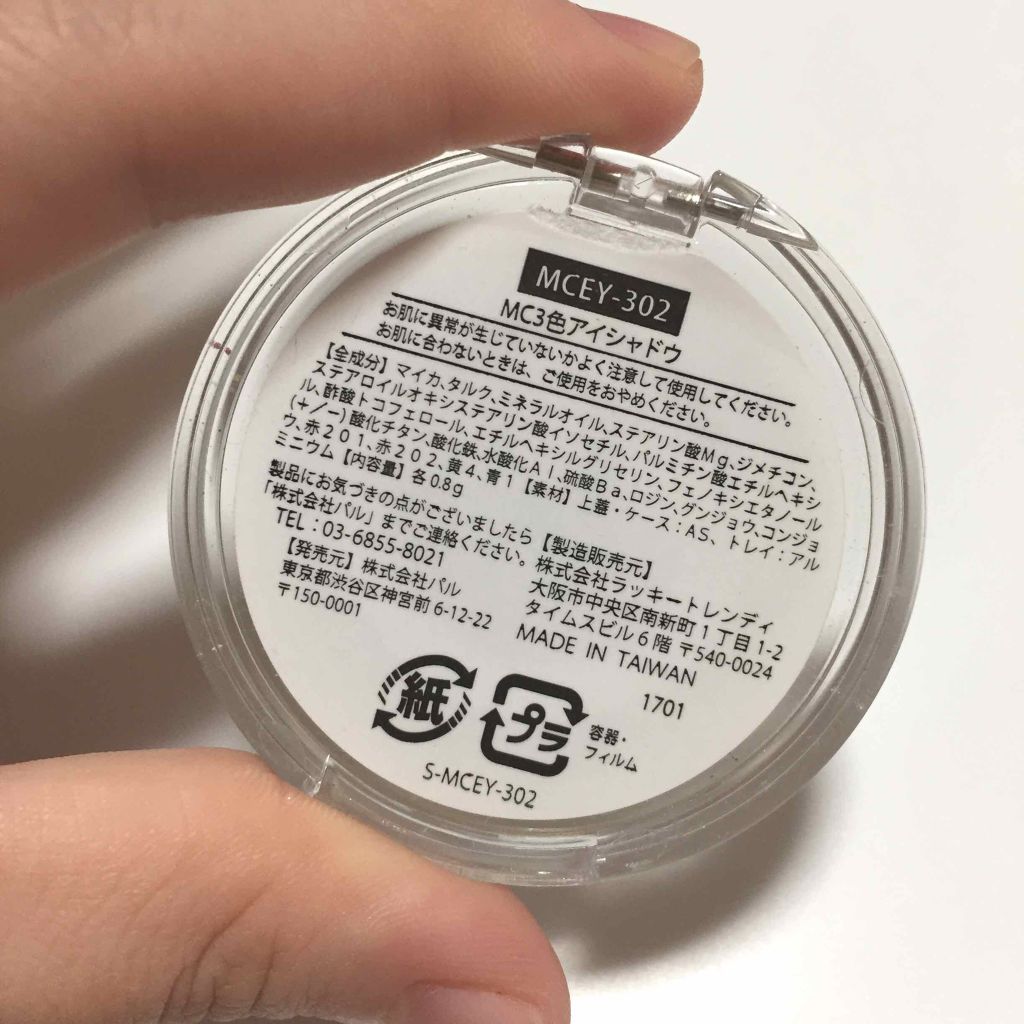 MCEY-302
MC3色アイシャドウ
お肌に異常が生じていないかよく注意して使用してください。
お肌に合わないときは、ご使用をおやめください。
【全成分】マイカ、タルク、ミネラルオイル、ステアリン酸Mg、ジメチコン、
ステアロイルオキシステアリン酸イソセチル、パルミチン酸エチルヘキシ
ル、酢酸トコフェロール、エチルヘキシルグリセリン、フェノキシエタノール
(+/-)酸化チタン、酸化鉄、水酸化Al、硫酸Ba、ロジン、グンジョウ、コンジョ
ウ、赤201、赤202、黄4、青1【素材】上蓋・ケース:AS、トレイ:アル
ミニウム【内容量】各0.8g
製品にお気づきの点がございましたら
「株式会社パル」までご連絡ください。
TEL:03-6855-8021
【発売元】株式会社パル
東京都渋谷区神宮前6-12-22
〒150-0001
【製造販売元】
株式会社ラッキートレンディ
大阪市中央区南新町1丁目1-2
タイムスビル6階 〒540-0024
MADE IN TAIWAN
1701
紙
プラ
容器・
フィルム
S-MCEY-302